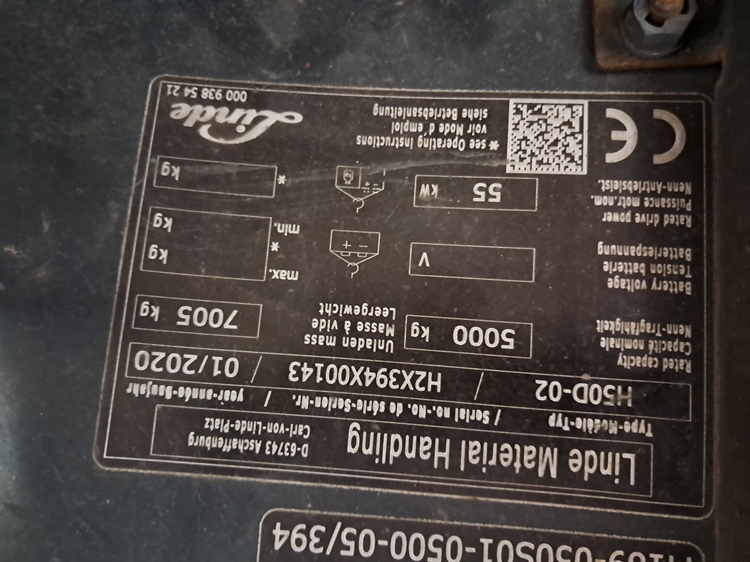 Linde Material Handling
D-63743 Aschaffenburg
Carl-von-Linde-Platz
Type-Modèle-Typ / Serial no.-No. de série-Serien-Nr. / year-année-Baujahr
H50D-02 / H2X394X00143 / 01/2020
Rated capacity
Capacité nominale
Nenn-Tragfähigkeit
5000 kg
Unladen mass
Masse à vide
Leergewicht
7005 kg
Battery voltage
Tension batterie
Batteriespannung
V
- +
max.
*
min.
kg
kg
Rated drive power
Puissance motr.nom.
Nenn-Antriebsleist.
55 kW
kg
*
kg
CE
*= see Operating Instructions
voir Mode d'emploi
siehe Betriebsanleitung
Linde
000 938 54 21
-050S01-0500-05/394